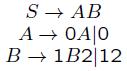 S → AB
A → 0A|0
B → 1B2|12